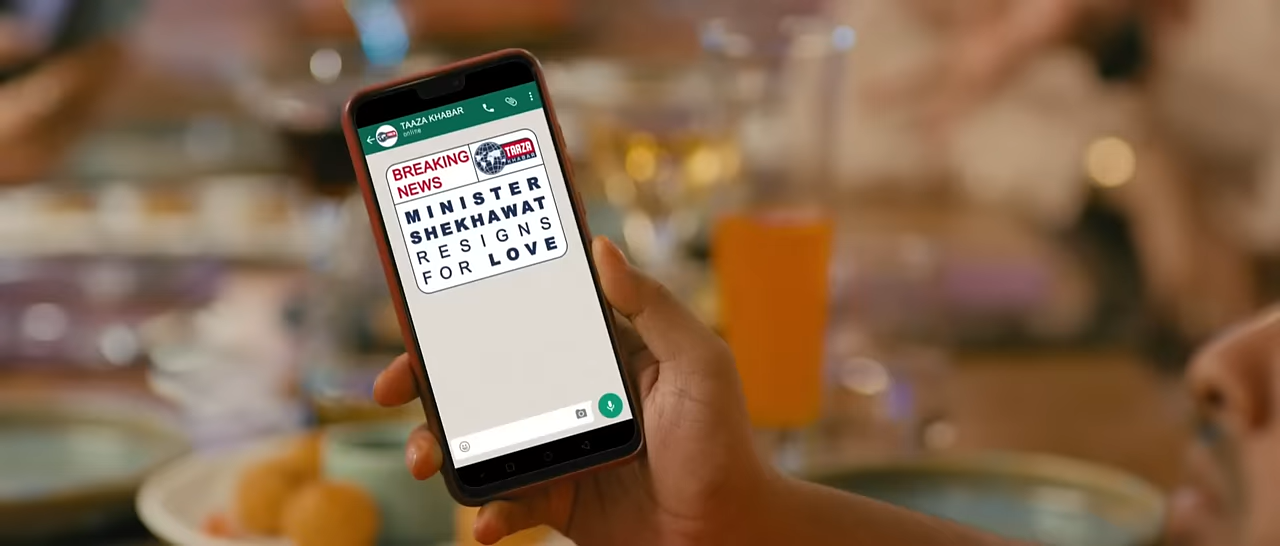 TAAZA KHABAR
online
BREAKING
NEWS
TAAZA
KHABAR
MINISTER
SHEKHAWAT
RESIGNS
FOR LOVE